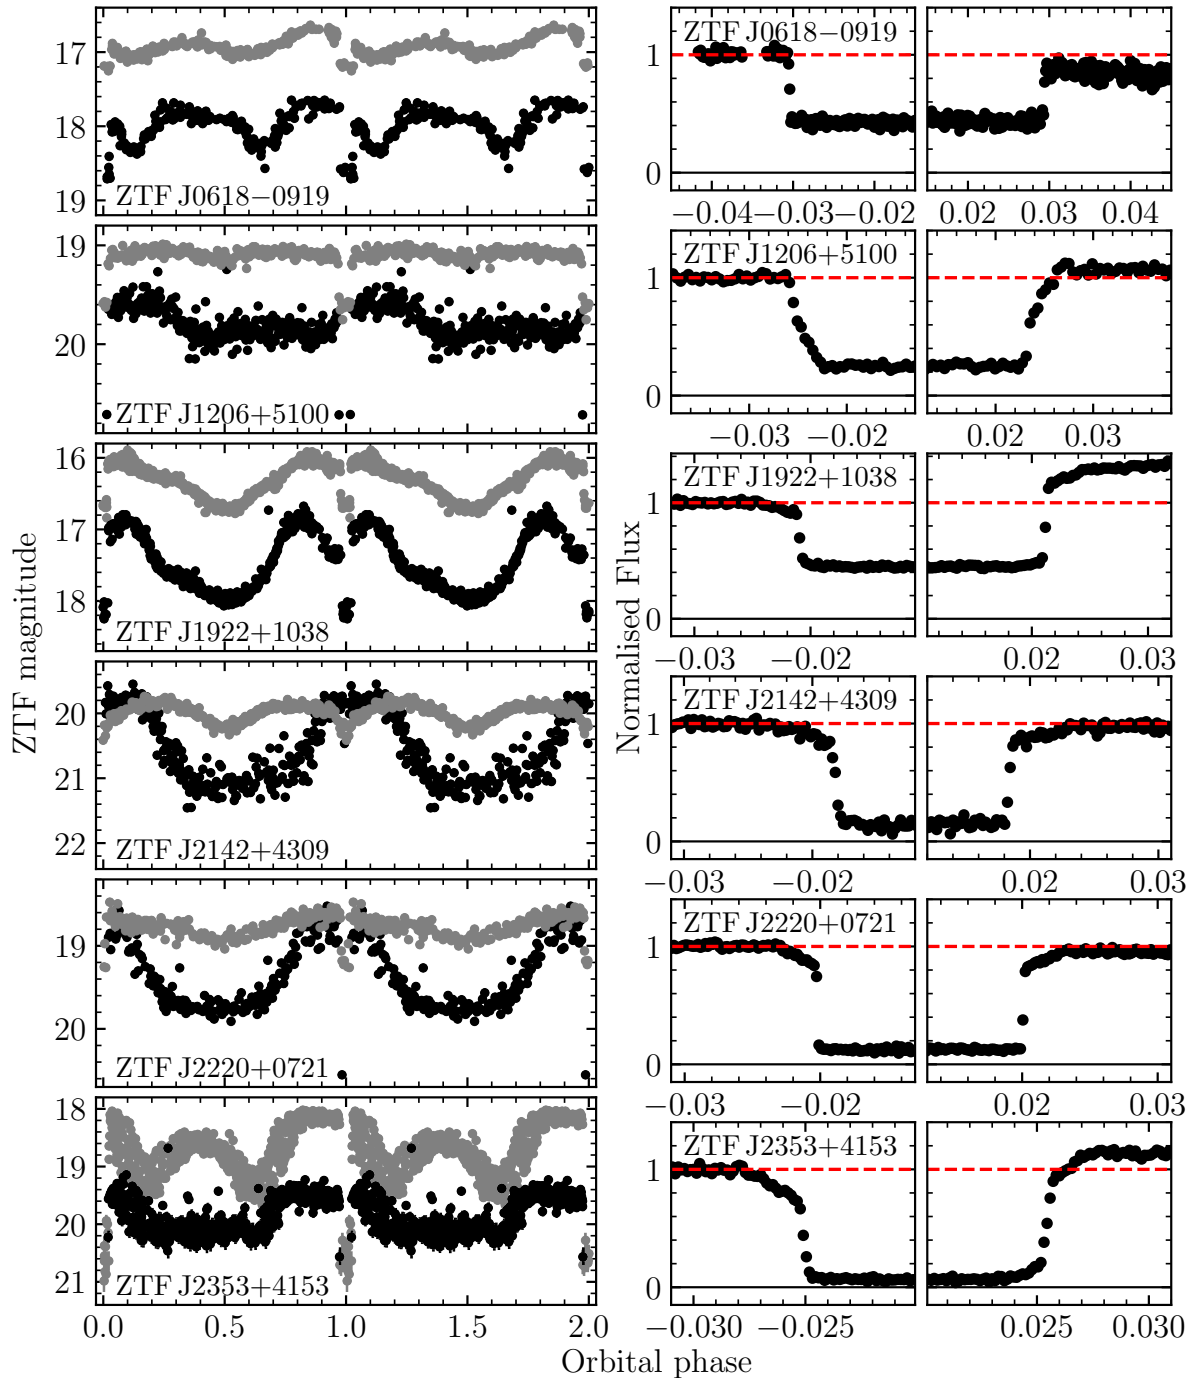 ZTF magnitude
17
18
19
ZTF J0618−0919
19
20
ZTF J1206+5100
16
17
18
ZTF J1922+1038
20
21
22
ZTF J2142+4309
19
20
ZTF J2220+0721
18
19
20
21
ZTF J2353+4153
0.0 0.5 1.0 1.5 2.0
Orbital phase
Normalised Flux
ZTF J0618−0919
1
0
−0.04 −0.03 −0.02 0.02 0.03 0.04
ZTF J1206+5100
1
0
−0.03 −0.02 0.02 0.03
ZTF J1922+1038
1
0
−0.03 −0.02 0.02 0.03
ZTF J2142+4309
1
0
−0.03 −0.02 0.02 0.03
ZTF J2220+0721
1
0
−0.03 −0.02 0.02 0.03
ZTF J2353+4153
1
0
−0.030 −0.025 0.025 0.030